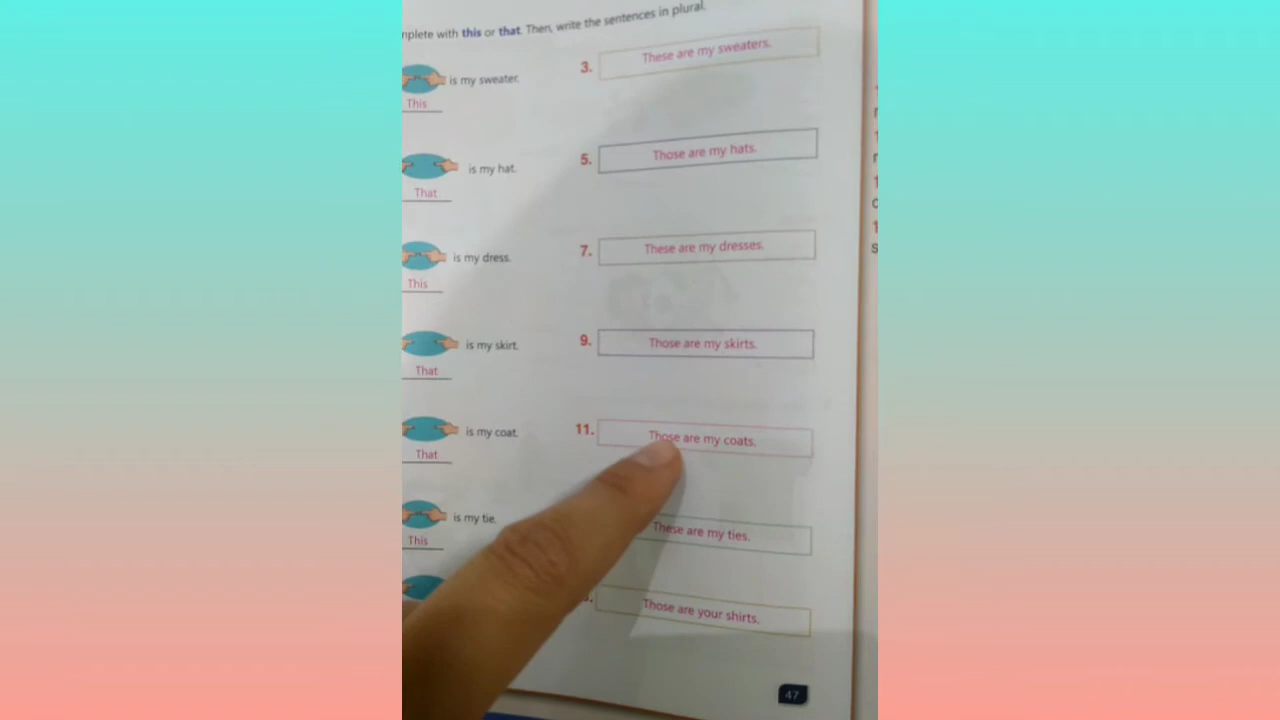 mplete with this or that. Then, write the sentences in plural.
is my sweater.
This
3. These are my sweaters.
is my hat.
That
5. Those are my hats.
is my dress.
This
7. These are my dresses.
is my skirt.
That
9. Those are my skirts.
is my coat.
That
11. Those are my coats.
is my tie.
This
These are my ties.
Those are your shirts.
47